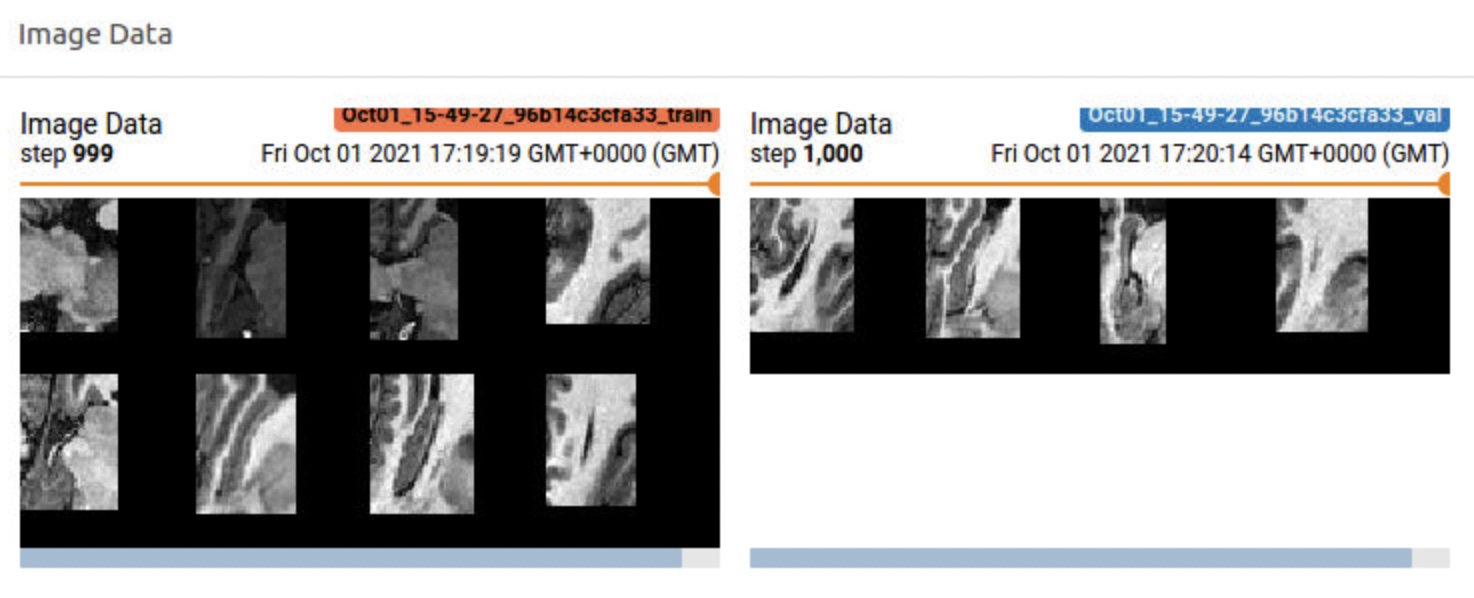 Image Data
Image Data
Oct01_15-49-27_96b14c3cfa33_train
step 999
Fri Oct 01 2021 17:19:19 GMT+0000 (GMT)
Image Data
Oct01_15-49-27_96b14c3cfa33_val
step 1,000
Fri Oct 01 2021 17:20:14 GMT+0000 (GMT)